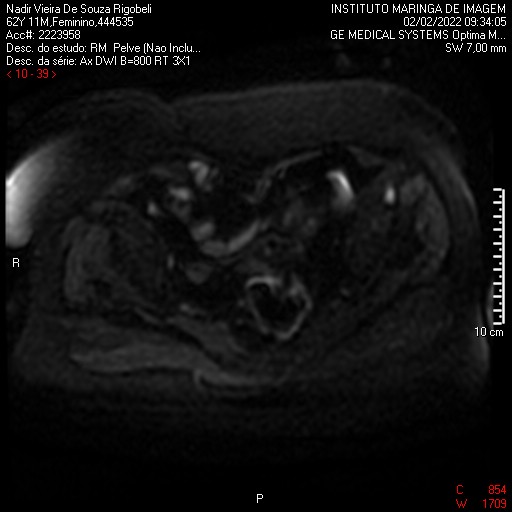 Nadir Vieira De Souza Rigobeli
62Y 11M,Feminino,444535
Acc#: 2223958
Desc. do estudo: RM Pelve (Nao Inclu...
Desc. da série: Ax DWI B=800 RT 3X1
< 10 - 39 >
INSTITUTO MARINGA DE IMAGEM
02/02/2022 09:34:05
GE MEDICAL SYSTEMS Optima M...
SW 7,00 mm
R
10 cm
P
C 854
W 1709